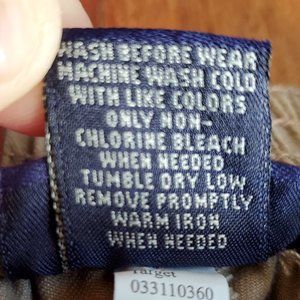 WASH BEFORE WEAR
MACHINE WASH COLD
WITH LIKE COLORS
ONLY NON-
CHLORINE BLEACH
WHEN NEEDED
TUMBLE DRY LOW
REMOVE PROMPTLY
WARM IRON
WHEN NEEDED
Target
033110360